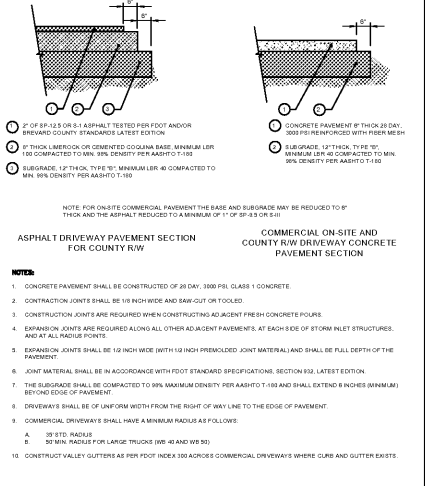 6"
6"
6"
1 2 3
1 2
1 2" OF SP-12.5 OR S-1 ASPHALT TESTED PER FDOT AND/OR
BREVARD COUNTY STANDARDS LATEST EDITION
2 6" THICK LIMEROCK OR CEMENTED COQUINA BASE, MINIMUM LBR
100 COMPACTED TO MIN. 98% DENSITY PER AASHTO T-180
3 SUBGRADE, 12" THICK, TYPE "B", MINIMUM LBR 40 COMPACTED TO
MIN. 98% DENSITY PER AASHTO T-180
1 CONCRETE PAVEMENT 6" THICK 28 DAY,
3000 PSI REINFORCED WITH FIBER MESH
2 SUBGRADE, 12" THICK, TYPE "B",
MINIMUM LBR 40 COMPACTED TO MIN.
98% DENSITY PER AASHTO T-180
NOTE: FOR ON-SITE COMMERCIAL PAVEMENT THE BASE AND SUBGRADE MAY BE REDUCED TO 6"
THICK AND THE ASPHALT REDUCED TO A MINIMUM OF 1" OF SP-9.5 OR S-III
ASPHALT DRIVEWAY PAVEMENT SECTION
FOR COUNTY R/W
COMMERCIAL ON-SITE AND
COUNTY R/W DRIVEWAY CONCRETE
PAVEMENT SECTION
NOTES:
1. CONCRETE PAVEMENT SHALL BE CONSTRUCTED OF 28 DAY, 3000 PSI, CLASS 1 CONCRETE.
2. CONTRACTION JOINTS SHALL BE 1/8 INCH WIDE AND SAW-CUT OR TOOLED.
3. CONSTRUCTION JOINTS ARE REQUIRED WHEN CONSTRUCTING ADJACENT FRESH CONCRETE POURS.
4. EXPANSION JOINTS ARE REQUIRED ALONG ALL OTHER ADJACENT PAVEMENTS, AT EACH SIDE OF STORM INLET STRUCTURES,
AND AT ALL RADIUS POINTS.
5. EXPANSION JOINTS SHALL BE 1/2 INCH WIDE (WITH 1/2 INCH PREMOLDED JOINT MATERIAL) AND SHALL BE FULL DEPTH OF THE
PAVEMENT.
6. JOINT MATERIAL SHALL BE IN ACCORDANCE WITH FDOT STANDARD SPECIFICATIONS, SECTION 932, LATEST EDITION.
7. THE SUBGRADE SHALL BE COMPACTED TO 98% MAXIMUM DENSITY PER AASHTO T-180 AND SHALL EXTEND 6 INCHES (MINIMUM)
BEYOND EDGE OF PAVEMENT.
8. DRIVEWAYS SHALL BE OF UNIFORM WIDTH FROM THE RIGHT OF WAY LINE TO THE EDGE OF PAVEMENT.
9. COMMERCIAL DRIVEWAYS SHALL HAVE A MINIMUM RADIUS AS FOLLOWS:
A. 35' STD. RADIUS
B. 50' MIN. RADIUS FOR LARGE TRUCKS (WB 40 AND WB 50)
10. CONSTRUCT VALLEY GUTTERS AS PER FDOT INDEX 300 ACROSS COMMERCIAL DRIVEWAYS WHERE CURB AND GUTTER EXISTS.